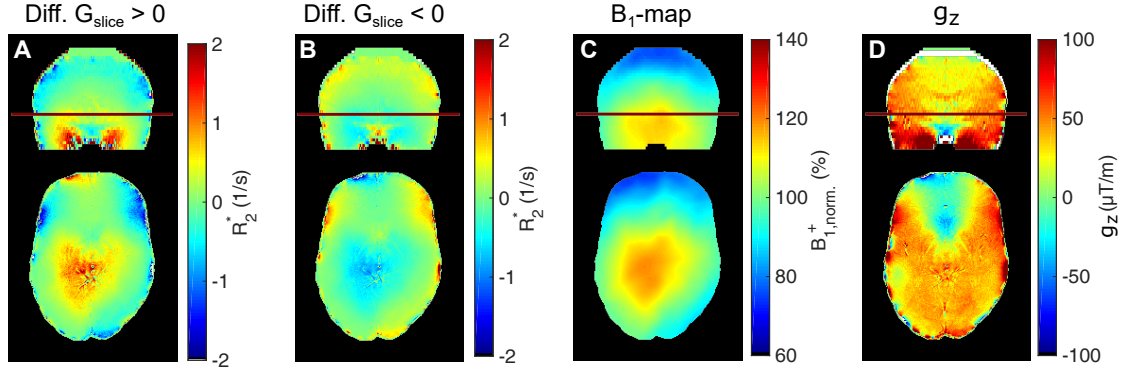 Diff. G_slice > 0
Diff. G_slice < 0
B_1-map
g_z
A
2
1
0
-1
-2
R_2^* (1/s)
B
2
1
0
-1
-2
R_2^* (1/s)
C
140
120
100
80
60
B_1,norm.^+ (%)
D
100
50
0
-50
-100
g_z (μT/m)